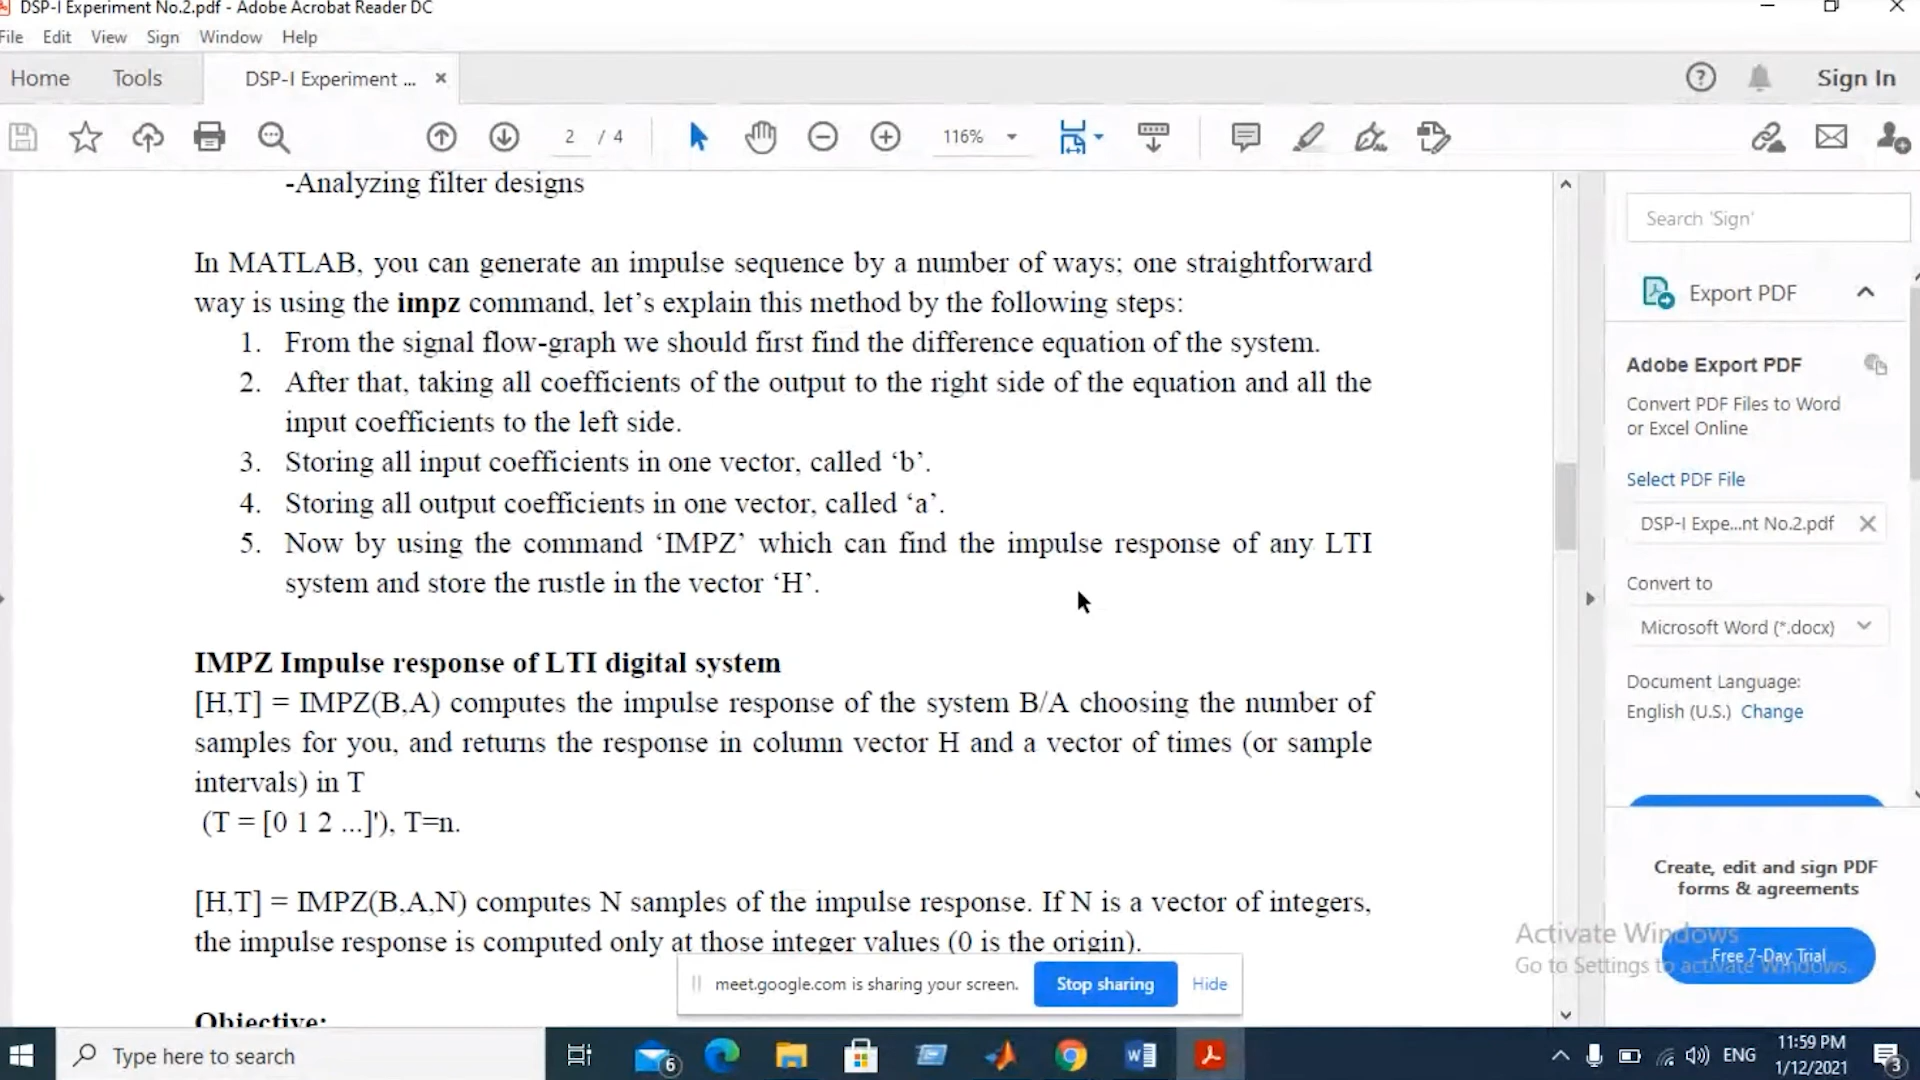 DSP-I Experiment No.2.pdf - Adobe Acrobat Reader DC
File Edit View Sign Window Help
Home Tools DSP-I Experiment ... × Sign In
2 / 4 116%
-Analyzing filter designs
In MATLAB, you can generate an impulse sequence by a number of ways; one straightforward
way is using the impz command, let's explain this method by the following steps:
1. From the signal flow-graph we should first find the difference equation of the system.
2. After that, taking all coefficients of the output to the right side of the equation and all the
input coefficients to the left side.
3. Storing all input coefficients in one vector, called ‘b’.
4. Storing all output coefficients in one vector, called ‘a’.
5. Now by using the command ‘IMPZ’ which can find the impulse response of any LTI
system and store the rustle in the vector ‘H’.
IMPZ Impulse response of LTI digital system
[H,T] = IMPZ(B,A) computes the impulse response of the system B/A choosing the number of
samples for you, and returns the response in column vector H and a vector of times (or sample
intervals) in T
(T = [0 1 2 ...]'), T=n.
[H,T] = IMPZ(B,A,N) computes N samples of the impulse response. If N is a vector of integers,
the impulse response is computed only at those integer values (0 is the origin).
Objective:
Search 'Sign'
Export PDF
Adobe Export PDF
Convert PDF Files to Word
or Excel Online
Select PDF File
DSP-I Expe...nt No.2.pdf
Convert to
Microsoft Word (*.docx)
Document Language:
English (U.S.) Change
Create, edit and sign PDF
forms & agreements
Free 7-Day Trial
Activate Windows
Go to Settings to activate Windows.
meet.google.com is sharing your screen. Stop sharing Hide
Type here to search
6
ENG
11:59 PM
1/12/2021
3